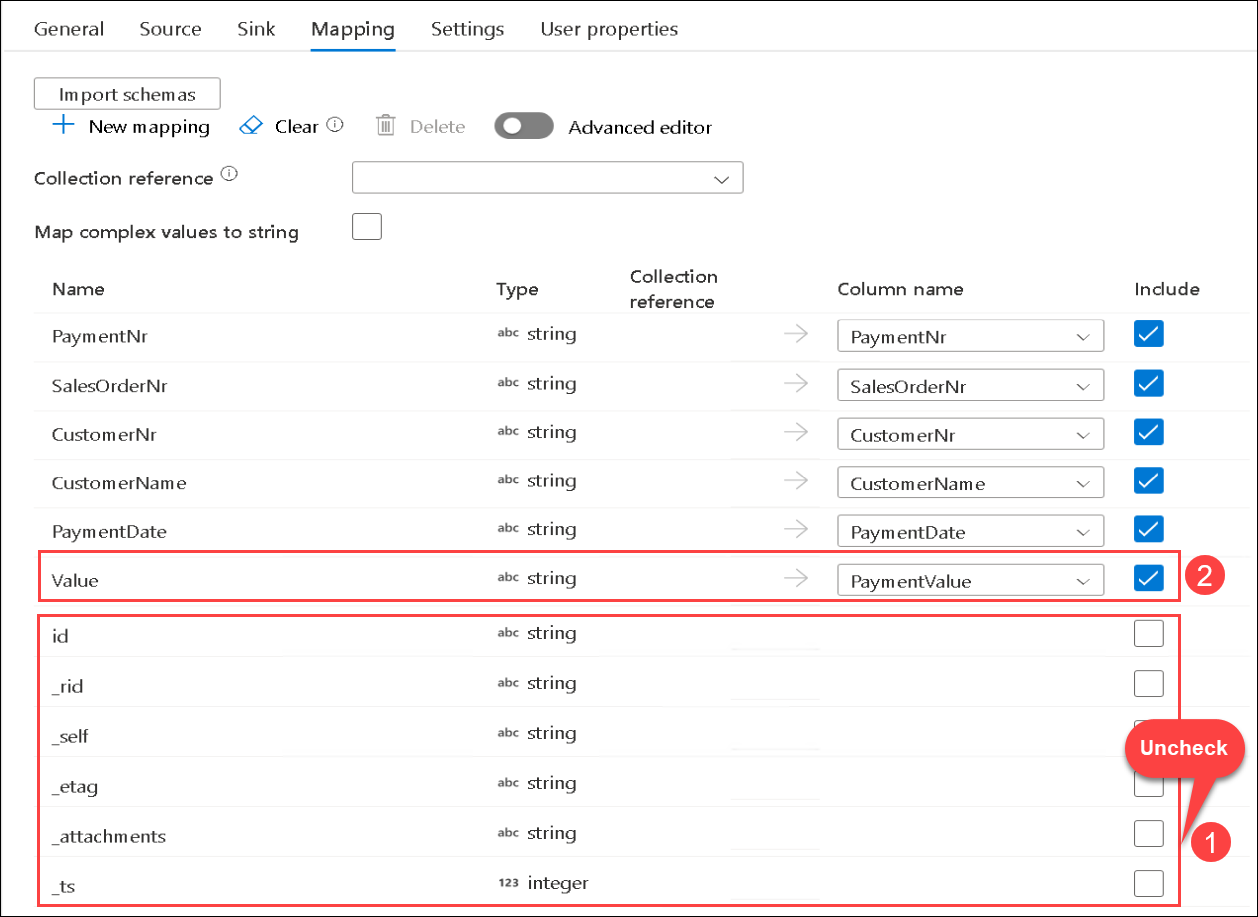 General Source Sink Mapping Settings User properties
Import schemas
New mapping Clear Delete Advanced editor
Collection reference
Map complex values to string
Name Type Collection reference Column name Include
PaymentNr abc string PaymentNr
SalesOrderNr abc string SalesOrderNr
CustomerNr abc string CustomerNr
CustomerName abc string CustomerName
PaymentDate abc string PaymentDate
Value abc string PaymentValue 2
id abc string
_rid abc string
_self abc string
Uncheck
_etag abc string
_attachments abc string 1
_ts 123 integer